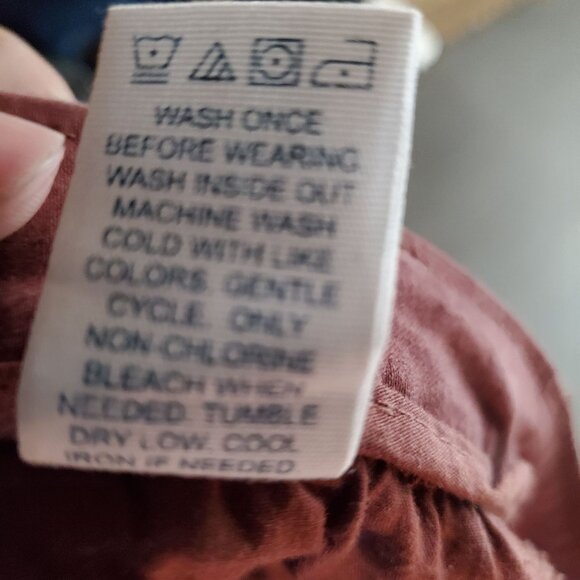 WASH ONCE
BEFORE WEARING
WASH INSIDE OUT
MACHINE WASH
COLD WITH LIKE
COLORS. GENTLE
CYCLE. ONLY
NON-CHLORINE
BLEACH WHEN
NEEDED. TUMBLE
DRY LOW. COOL
IRON IF NEEDED